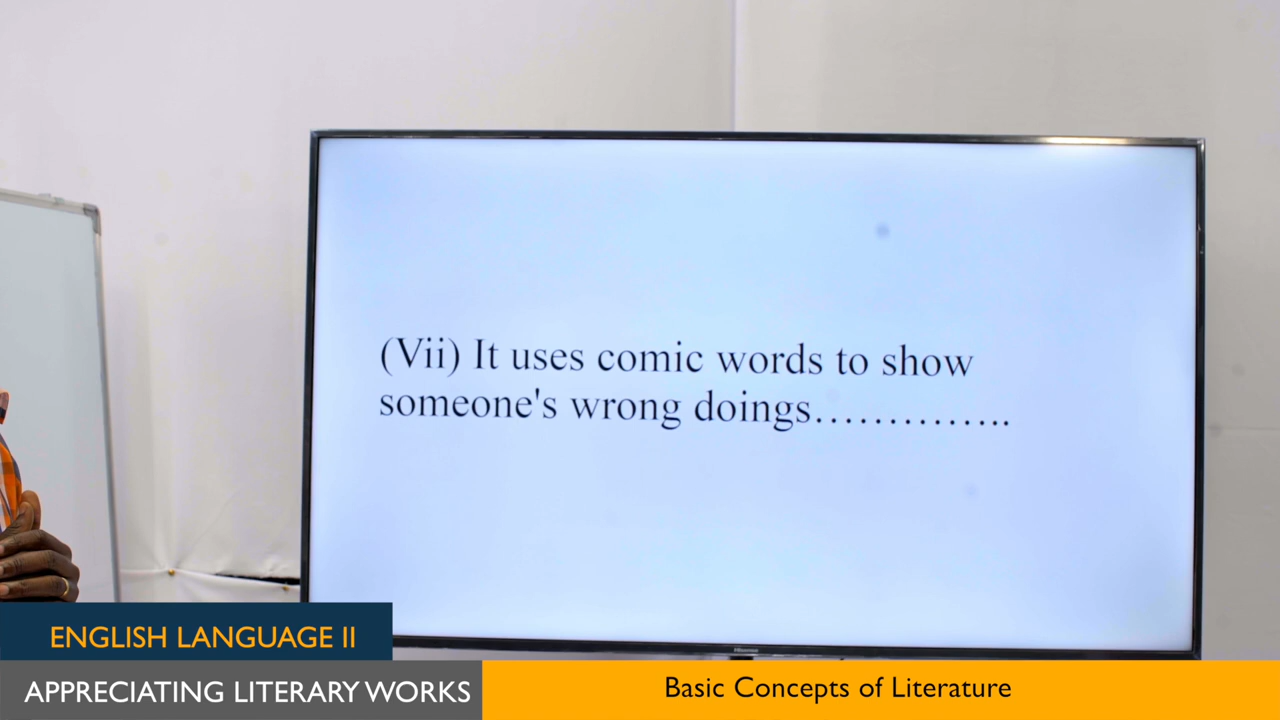 (Vii) It uses comic words to show
someone's wrong doings…………..
Hisense
ENGLISH LANGUAGE II
APPRECIATING LITERARY WORKS
Basic Concepts of Literature